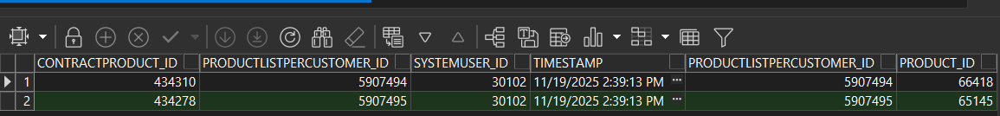 CONTRACTPRODUCT_ID PRODUCTLISTPERCUSTOMER_ID SYSTEMUSER_ID TIMESTAMP PRODUCTLISTPERCUSTOMER_ID PRODUCT_ID
1 434310 5907494 30102 11/19/2025 2:39:13 PM ... 5907494 66418
2 434278 5907495 30102 11/19/2025 2:39:13 PM ... 5907495 65145